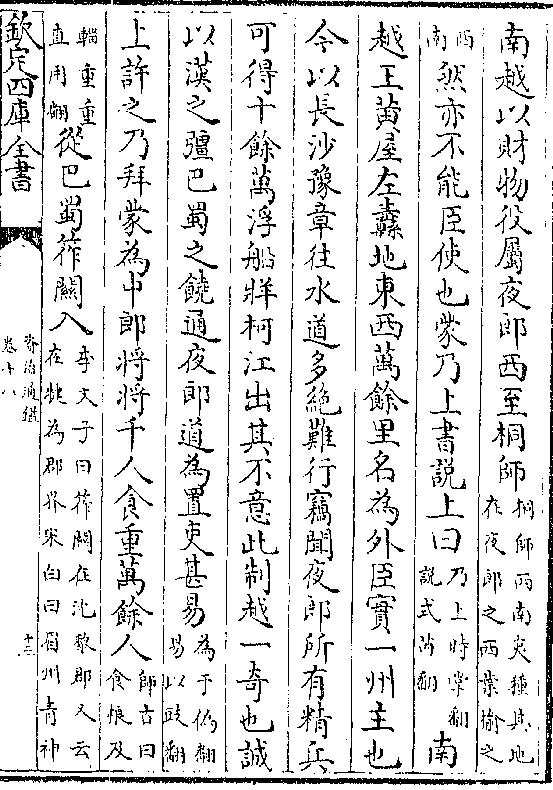 南越以財物役屬夜郎西至桐師桐師西南夷種其地在夜郎之西葉榆之
西南然亦不能臣使也蒙乃上書説上曰乃上時掌翻説式芮翻南
越王黄屋左纛地東西萬餘里名為外臣實一州主也
今以長沙豫章往水道多絶難行竊聞夜郎所有精兵
可得十餘萬浮船牂柯江出其不意此制越一奇也誠
以漢之彊巴蜀之饒通夜郎道為置吏甚易為于偽翻易以豉翻
上許之乃拜蒙為中郎將將千人食重萬餘人師古曰食糧及
輜重重直用翻從巴蜀筰關入李文子曰筰關在沈黎郡又云在犍為郡界宋白曰眉州青神
欽定四庫全書
資治通鑑
卷十八
十三